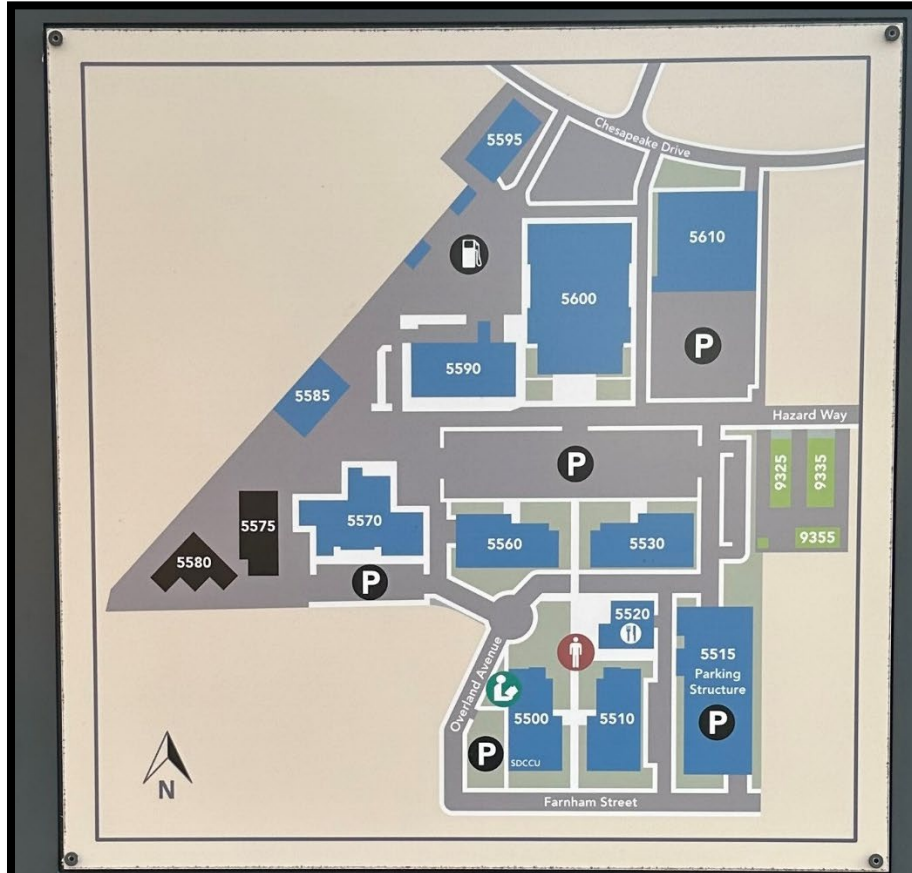 5595
Chesapeake Drive
5610
5600
P
5590
5585
Hazard Way
P
9325
9335
5575
5570
5560
5530
9355
5580
P
5520
5515
Parking
Structure
P
Overland Avenue
5500
5510
P
SDCCU
N
Farnham Street